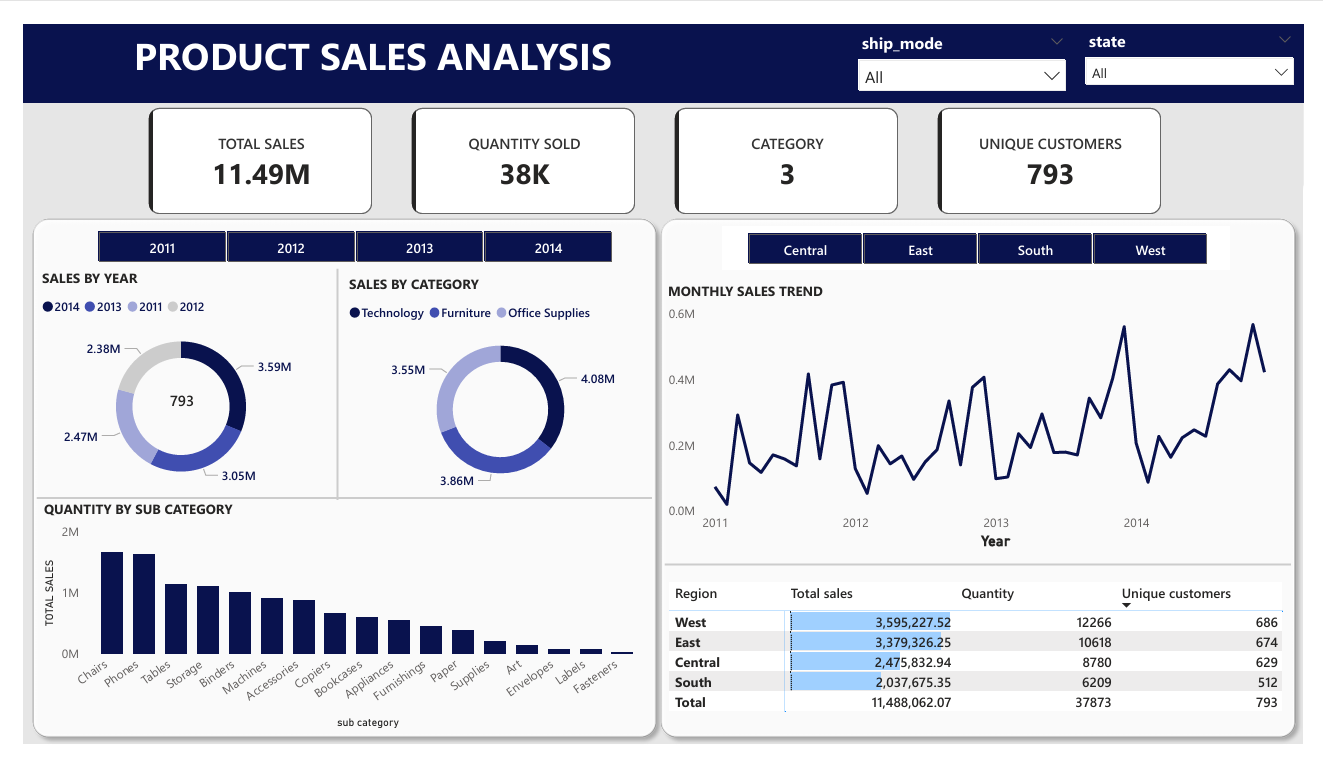 PRODUCT SALES ANALYSIS
ship_mode
All
state
All
TOTAL SALES
11.49M
QUANTITY SOLD
38K
CATEGORY
3
UNIQUE CUSTOMERS
793
2011 2012 2013 2014
SALES BY YEAR
2014 2013 2011 2012
2.38M
3.59M
793
2.47M
3.05M
SALES BY CATEGORY
Technology Furniture Office Supplies
3.55M
4.08M
3.86M
QUANTITY BY SUB CATEGORY
TOTAL SALES
2M
1M
0M
Chairs Phones Tables Storage Binders Machines Accessories Copiers Bookcases Appliances Furnishings Paper Supplies Art Envelopes Labels Fasteners
sub category
Central East South West
MONTHLY SALES TREND
0.6M
0.4M
0.2M
0.0M
2011 2012 2013 2014
Year
Region Total sales Quantity Unique customers
West 3,595,227.52 12266 686
East 3,379,326.25 10618 674
Central 2,475,832.94 8780 629
South 2,037,675.35 6209 512
Total 11,488,062.07 37873 793